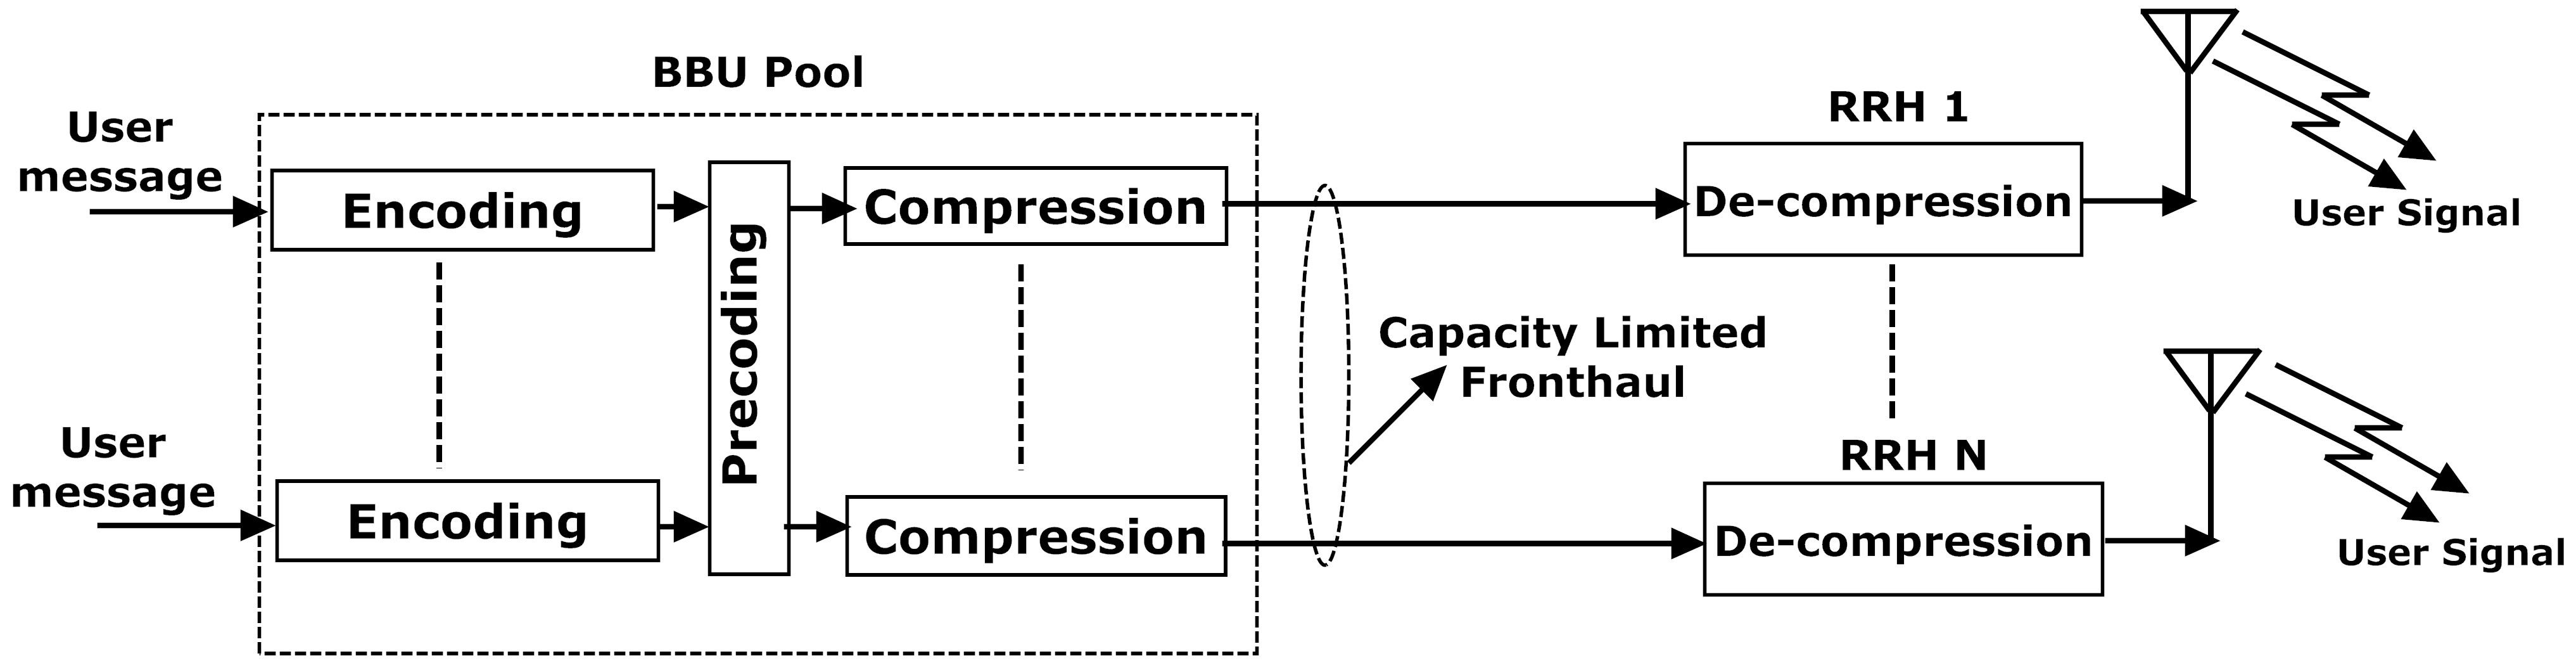 BBU Pool
User
message
Encoding
Precoding
Compression
RRH 1
De-compression
User Signal
Capacity Limited
Fronthaul
User
message
Encoding
Compression
RRH N
De-compression
User Signal